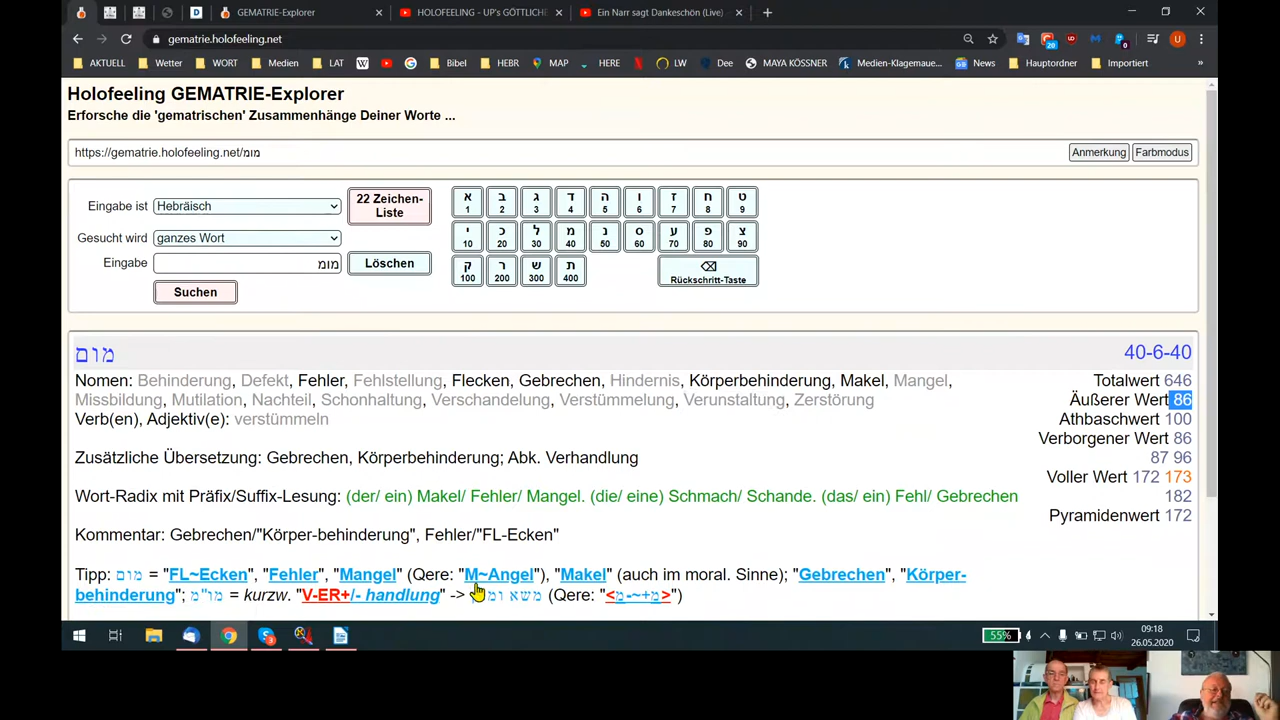 GEMATRIE-Explorer
HOLOFEELING - UP's GÖTTLICHE
Ein Narr sagt Dankeschön (Live)
gematrie.holofeeling.net
AKTUELL Wetter WORT Medien LAT Bibel HEBR MAP HERE LW Dee MAYA KÖSSNER Medien-Klagemaue... News Hauptordner Importiert »
Holofeeling GEMATRIE-Explorer
Erforsche die 'gematrischen' Zusammenhänge Deiner Worte ...
https://gematrie.holofeeling.net/מומ
Anmerkung Farbmodus
Eingabe ist Hebräisch
22 Zeichen-Liste
Gesucht wird ganzes Wort
Eingabe מומ Löschen
Suchen
א ב ג ד ה ו ז ח ט
1 2 3 4 5 6 7 8 9
י כ ל מ נ ס ע פ צ
10 20 30 40 50 60 70 80 90
ק ר ש ת
100 200 300 400 Rückschritt-Taste
מום 40-6-40
Nomen: Behinderung, Defekt, Fehler, Fehlstellung, Flecken, Gebrechen, Hindernis, Körperbehinderung, Makel, Mangel,
Missbildung, Mutilation, Nachteil, Schonhaltung, Verschandelung, Verstümmelung, Verunstaltung, Zerstörung
Verb(en), Adjektiv(e): verstümmeln
Totalwert 646
Äußerer Wert 86
Athbaschwert 100
Verborgener Wert 86
87 96
Voller Wert 172 173
182
Pyramidenwert 172
Zusätzliche Übersetzung: Gebrechen, Körperbehinderung; Abk. Verhandlung
Wort-Radix mit Präfix/Suffix-Lesung: (der/ ein) Makel/ Fehler/ Mangel. (die/ eine) Schmach/ Schande. (das/ ein) Fehl/ Gebrechen
Kommentar: Gebrechen/"Körper-behinderung", Fehler/"FL-Ecken"
Tipp: מום = "FL~Ecken", "Fehler", "Mangel" (Qere: "M~Angel"), "Makel" (auch im moral. Sinne); "Gebrechen", "Körper-
behinderung"; מו"מ = kurzw. "V-ER+/- handlung" -> משא (Qere: "<מ+~-מ>")
55%
09:18
26.05.2020